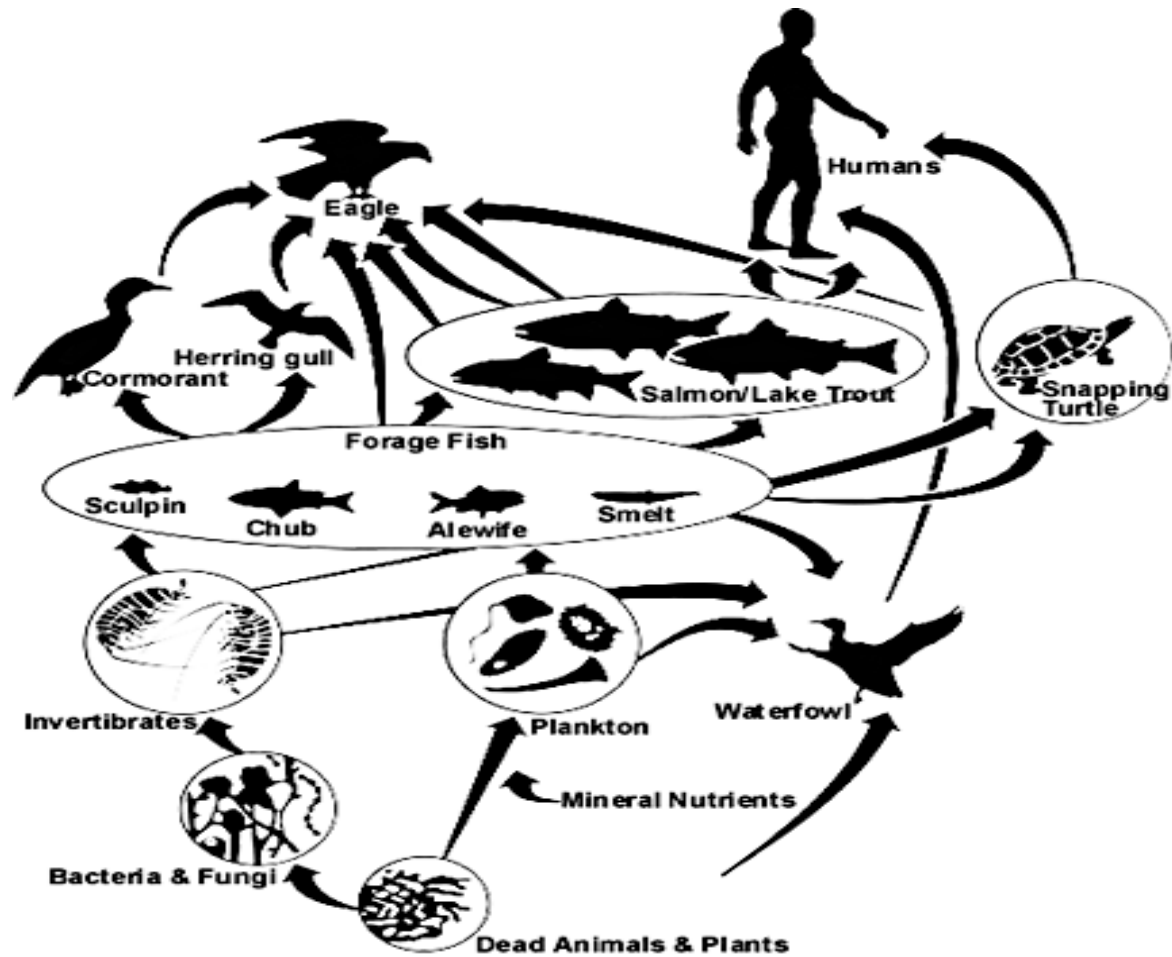 Humans
Eagle
Herring gull
Cormorant
Salmon/Lake Trout
Snapping
Turtle
Forage Fish
Sculpin
Chub
Alewife
Smelt
Invertibrates
Plankton
Waterfowl
Mineral Nutrients
Bacteria & Fungi
Dead Animals & Plants